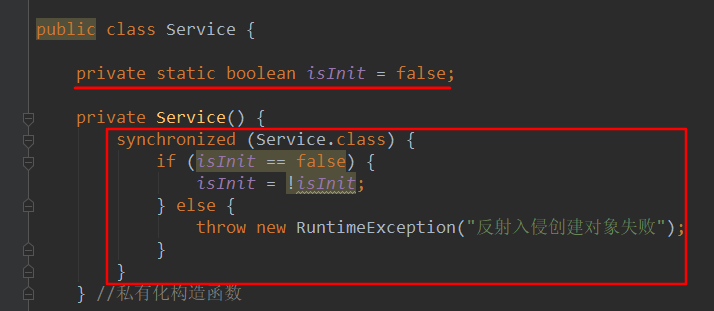 public class Service {
private static boolean isInit = false;
private Service() {
synchronized (Service.class) {
if (isInit == false) {
isInit = !isInit;
} else {
throw new RuntimeException("反射入侵创建对象失败");
}
}
} //私有化构造函数